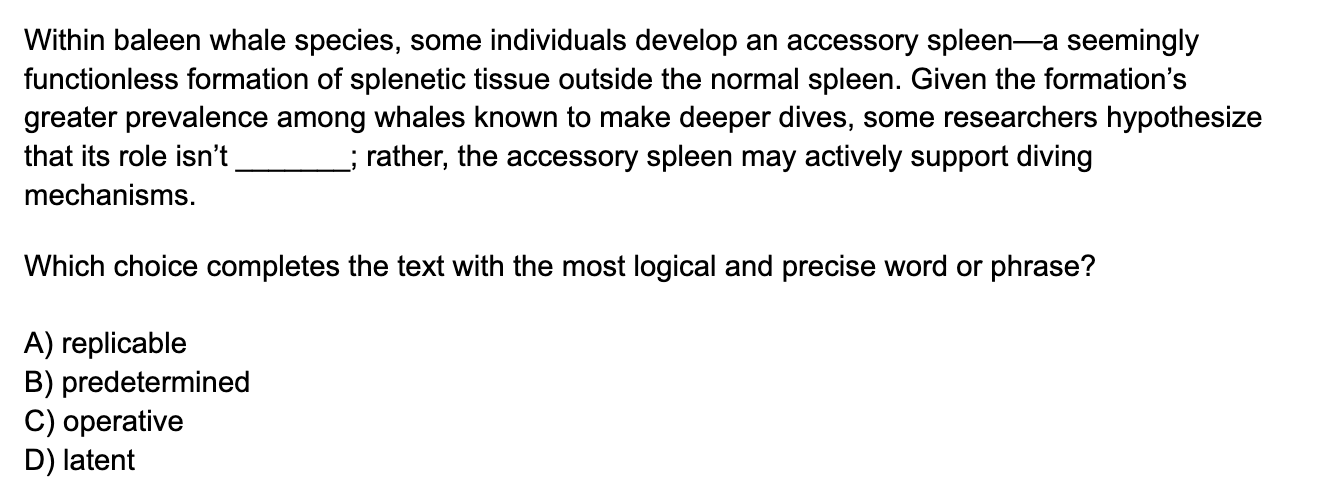 Within baleen whale species, some individuals develop an accessory spleen—a seemingly
functionless formation of splenetic tissue outside the normal spleen. Given the formation’s
greater prevalence among whales known to make deeper dives, some researchers hypothesize
that its role isn’t _______; rather, the accessory spleen may actively support diving
mechanisms.
Which choice completes the text with the most logical and precise word or phrase?
A) replicable
B) predetermined
C) operative
D) latent